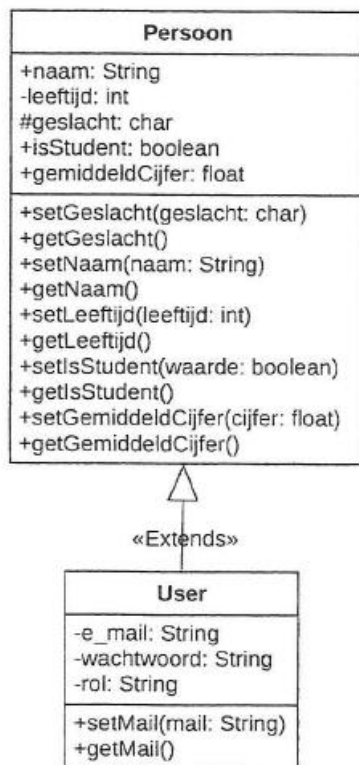 Persoon
+naam: String
-leeftijd: int
#geslacht: char
+isStudent: boolean
+gemiddeldCijfer: float
+setGeslacht(geslacht: char)
+getGeslacht()
+setNaam(naam: String)
+getNaam()
+setLeeftijd(leeftijd: int)
+getLeeftijd()
+setIsStudent(waarde: boolean)
+getIsStudent()
+setGemiddeldCijfer(cijfer: float)
+getGemiddeldCijfer()
«Extends»
User
-e_mail: String
-wachtwoord: String
-rol: String
+setMail(mail: String)
+getMail()